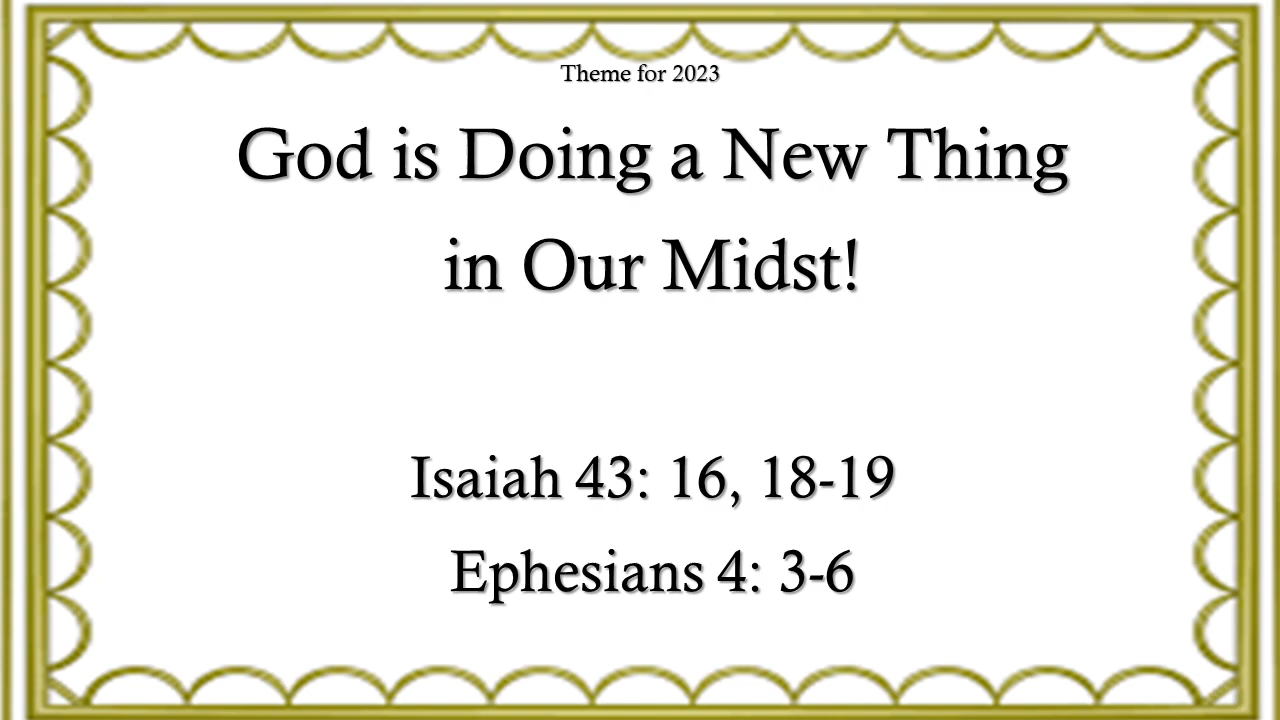 Theme for 2023
God is Doing a New Thing
in Our Midst!
Isaiah 43: 16, 18-19
Ephesians 4: 3-6